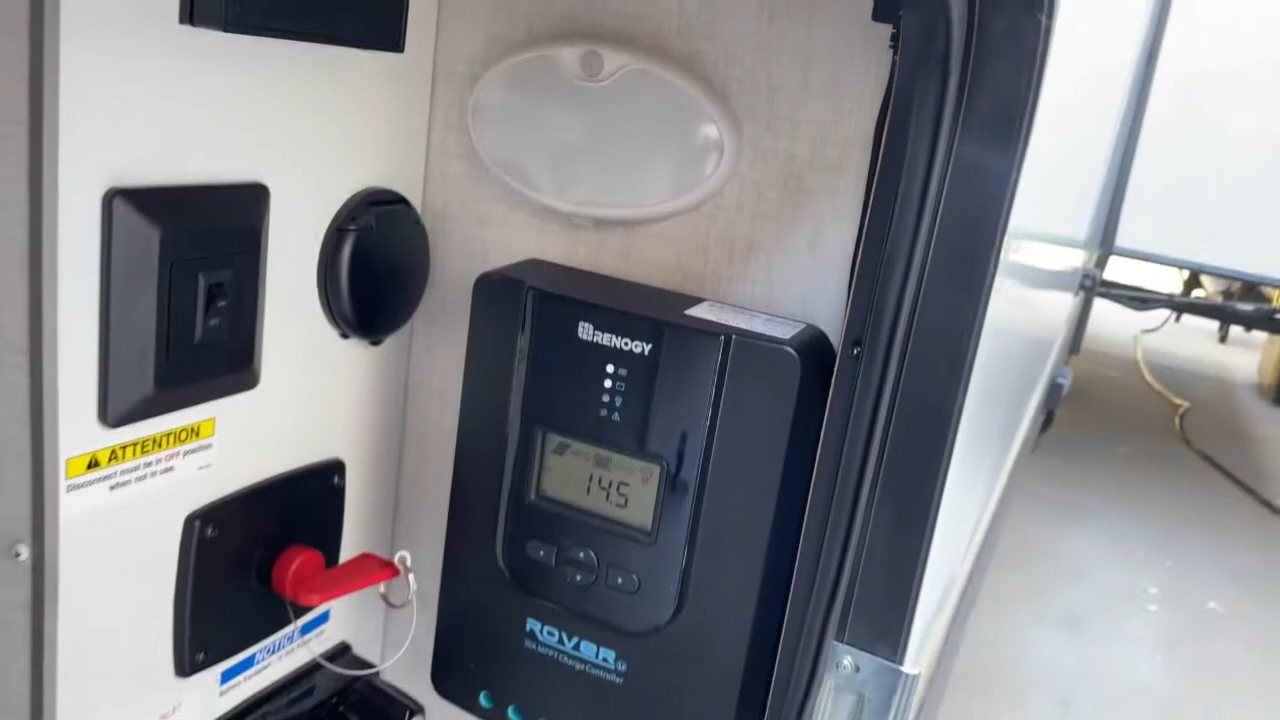 RENOGY
14.5
ATTENTION
Disconnect must be in OFF position
when not in use.
NOTICE
ROVER
MPPT Charge Controller